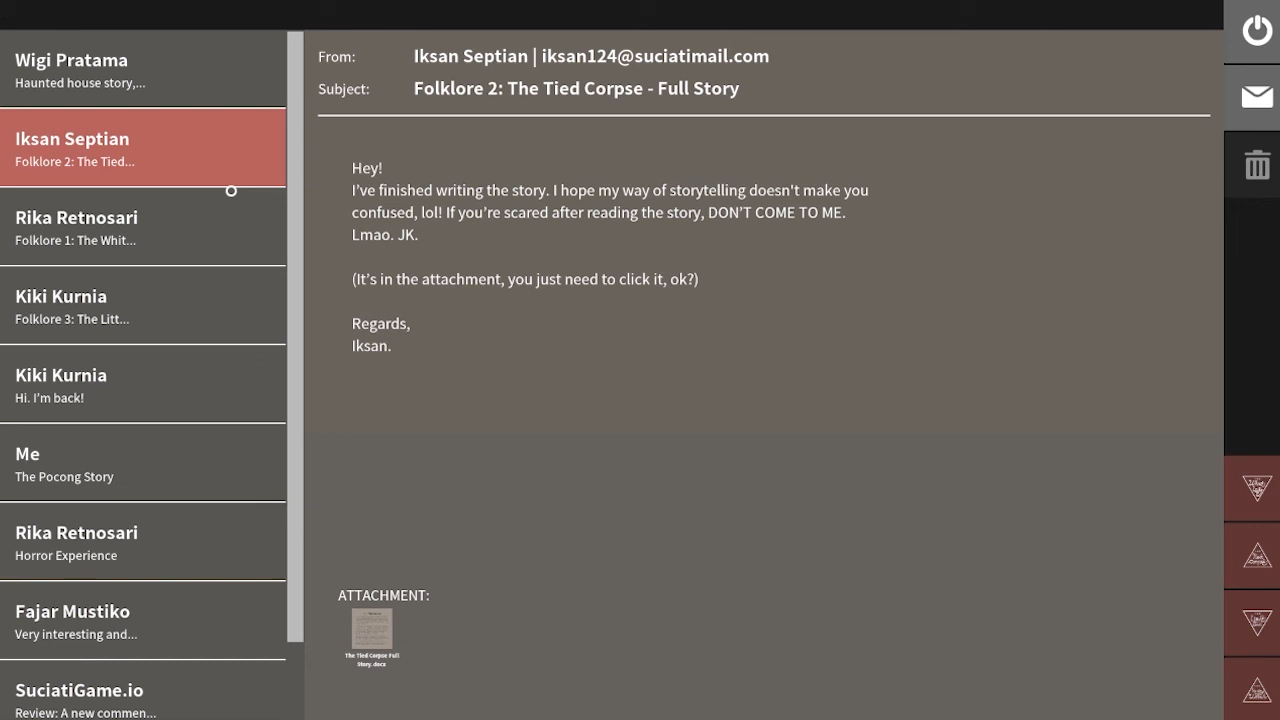 Wigi Pratama
Haunted house story,...
Iksan Septian
Folklore 2: The Tied...
Rika Retnosari
Folklore 1: The Whit...
Kiki Kurnia
Folklore 3: The Litt...
Kiki Kurnia
Hi. I'm back!
Me
The Pocong Story
Rika Retnosari
Horror Experience
Fajar Mustiko
Very interesting and...
SuciatiGame.io
Review: A new commen...
From: Iksan Septian | iksan124@suciatimail.com
Subject: Folklore 2: The Tied Corpse - Full Story
Hey!
I've finished writing the story. I hope my way of storytelling doesn't make you
confused, lol! If you're scared after reading the story, DON'T COME TO ME.
Lmao. JK.
(It's in the attachment, you just need to click it, ok?)
Regards,
Iksan.
ATTACHMENT:
The Tied Corpse Full
Story.docx